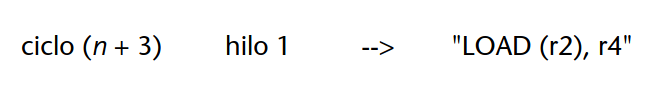 ciclo (n + 3) hilo 1 --> "LOAD (r2), r4"